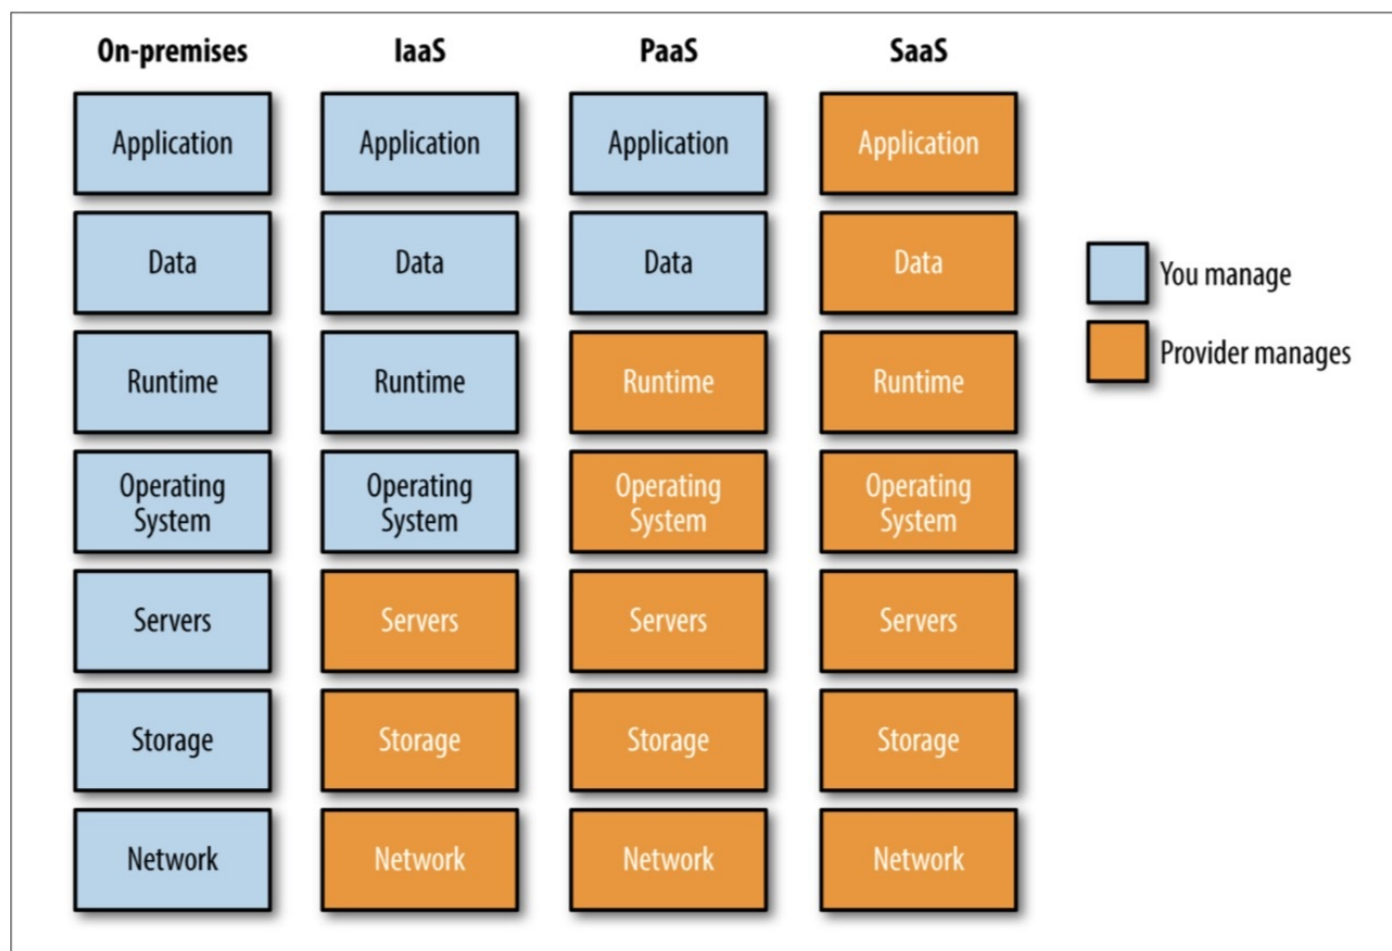 On-premises IaaS PaaS SaaS
Application Application Application Application
Data Data Data Data
You manage
Runtime Runtime Runtime Runtime
Provider manages
Operating System Operating System Operating System Operating System
Servers Servers Servers Servers
Storage Storage Storage Storage
Network Network Network Network